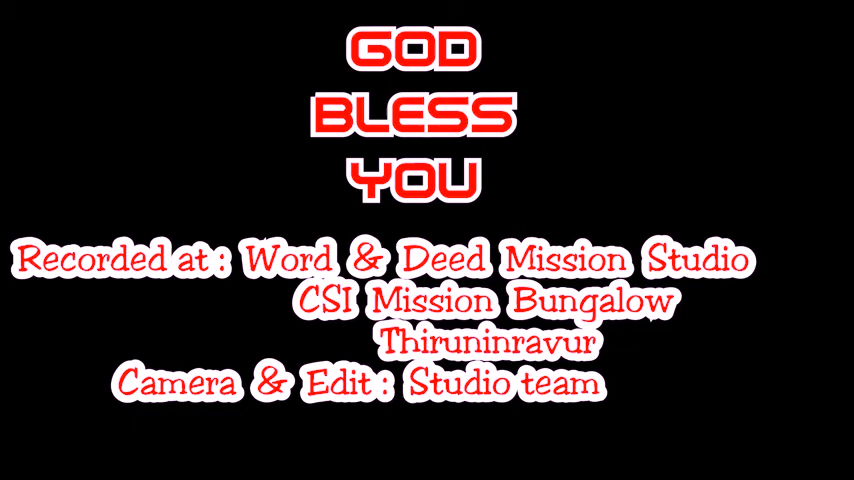 GOD
BLESS
YOU
Recorded at : Word & Deed Mission Studio
CSI Mission Bungalow
Thiruninravur
Camera & Edit : Studio team